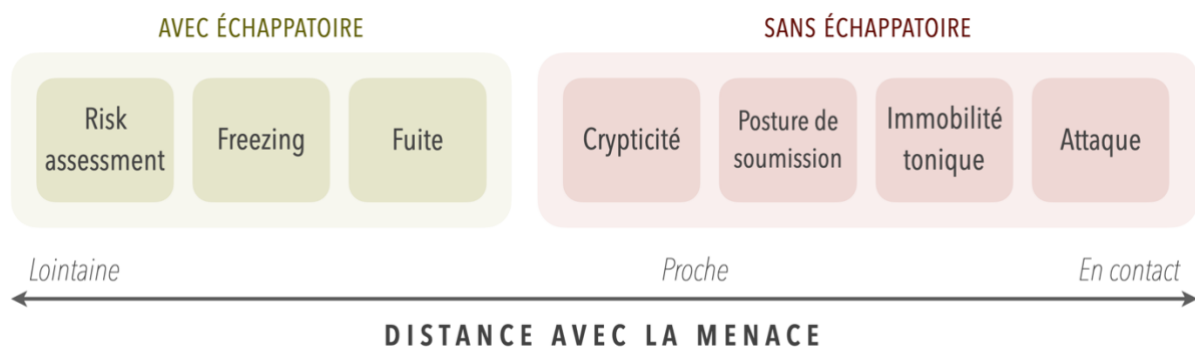 AVEC ÉCHAPPATOIRE
SANS ÉCHAPPATOIRE
Risk
assessment
Freezing
Fuite
Crypticité
Posture de
soumission
Immobilité
tonique
Attaque
Lointaine
Proche
En contact
DISTANCE AVEC LA MENACE